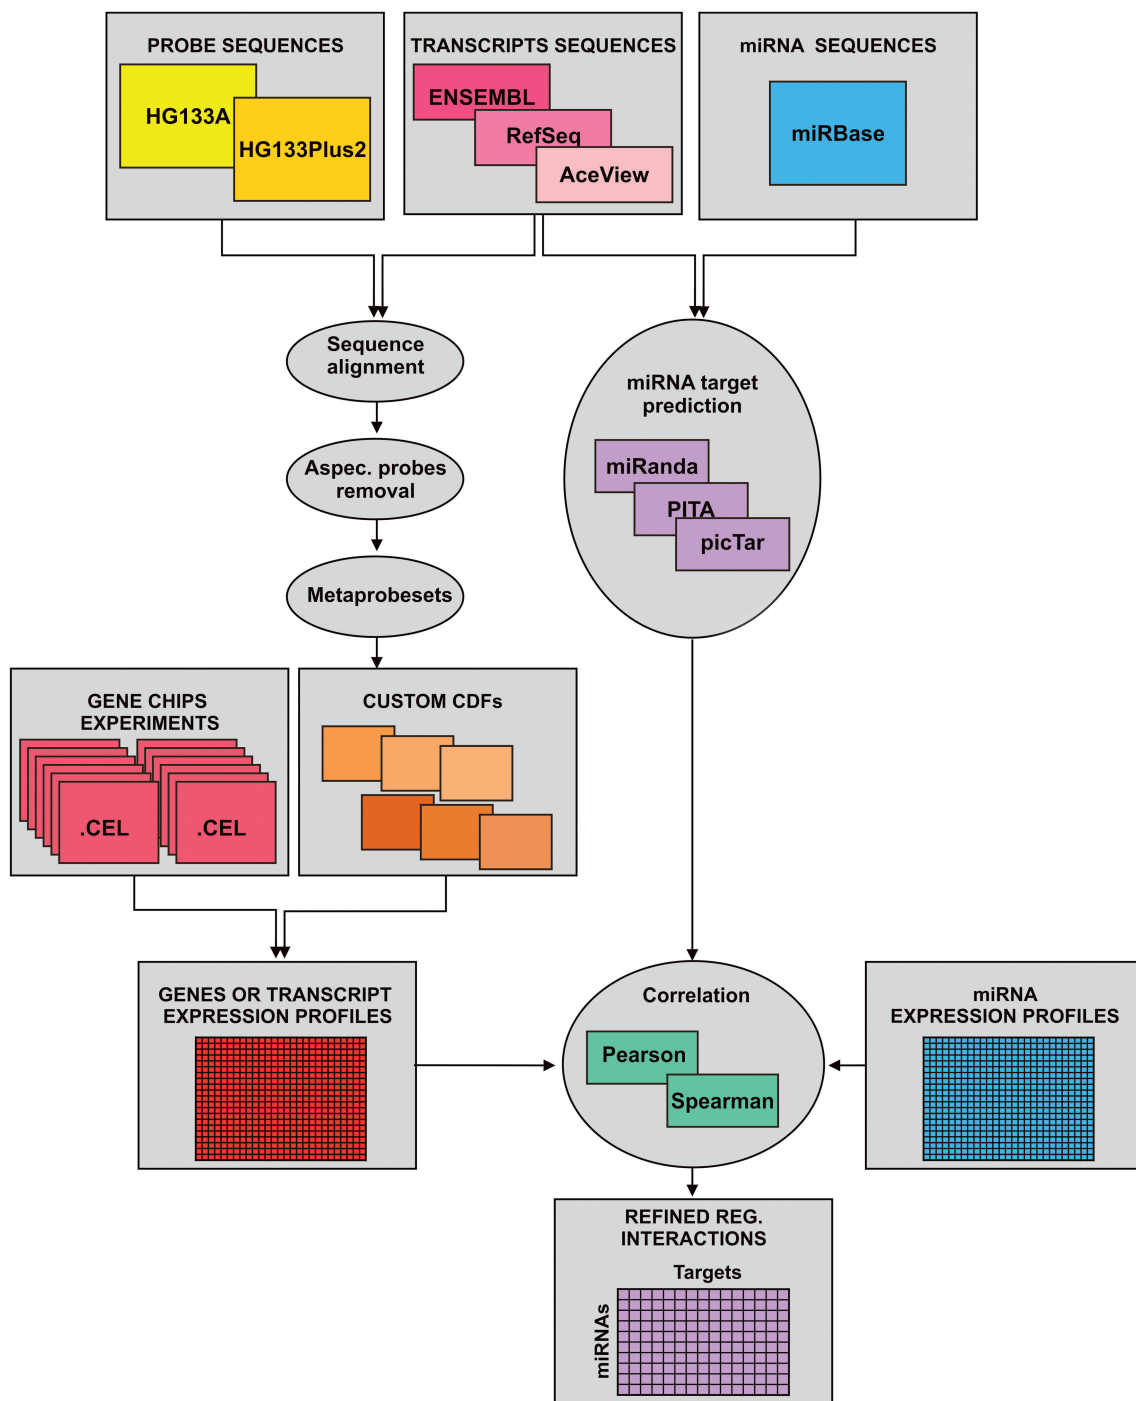 PROBE SEQUENCES
HG133A
HG133Plus2
TRANSCRIPTS SEQUENCES
ENSEMBL
RefSeq
AceView
miRNA SEQUENCES
miRBase
Sequence
alignment
Aspec. probes
removal
Metaprobesets
miRNA target
prediction
miRanda
PITA
picTar
GENE CHIPS
EXPERIMENTS
.CEL
.CEL
CUSTOM CDFs
GENES OR TRANSCRIPT
EXPRESSION PROFILES
Correlation
Pearson
Spearman
miRNA
EXPRESSION PROFILES
REFINED REG.
INTERACTIONS
Targets
miRNAs